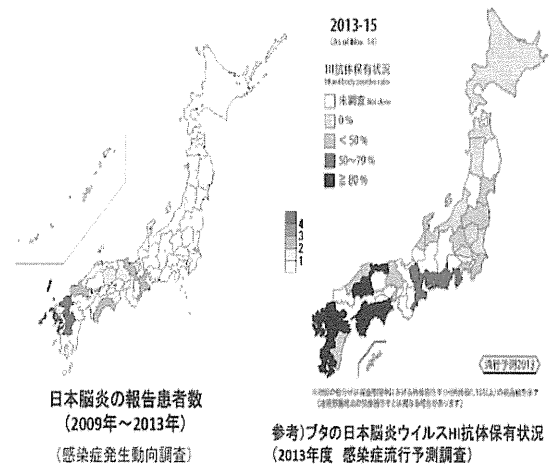 2013-15
HI抗体保有状況
未調査
0%
<50%
50~79%
≧80%
4
3
2
1
日本脳炎の報告患者数
(2009年~2013年)
(感染症発生動向調査)
流行予測2013
参考)ブタの日本脳炎ウイルスHI抗体保有状況
(2013年度 感染症流行予測調査)